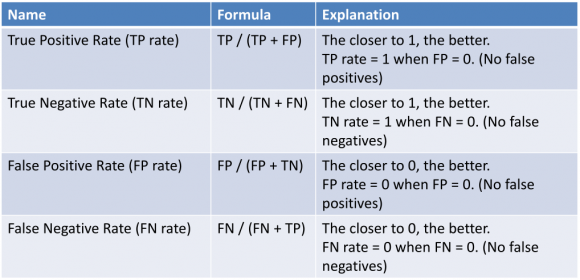 Name Formula Explanation
True Positive Rate (TP rate) TP / (TP + FP) The closer to 1, the better.
TP rate = 1 when FP = 0. (No false
positives)
True Negative Rate (TN rate) TN / (TN + FN) The closer to 1, the better.
TN rate = 1 when FN = 0. (No false
negatives)
False Positive Rate (FP rate) FP / (FP + TN) The closer to 0, the better.
FP rate = 0 when FP = 0. (No false
positives)
False Negative Rate (FN rate) FN / (FN + TP) The closer to 0, the better.
FN rate = 0 when FN = 0. (No false
negatives)